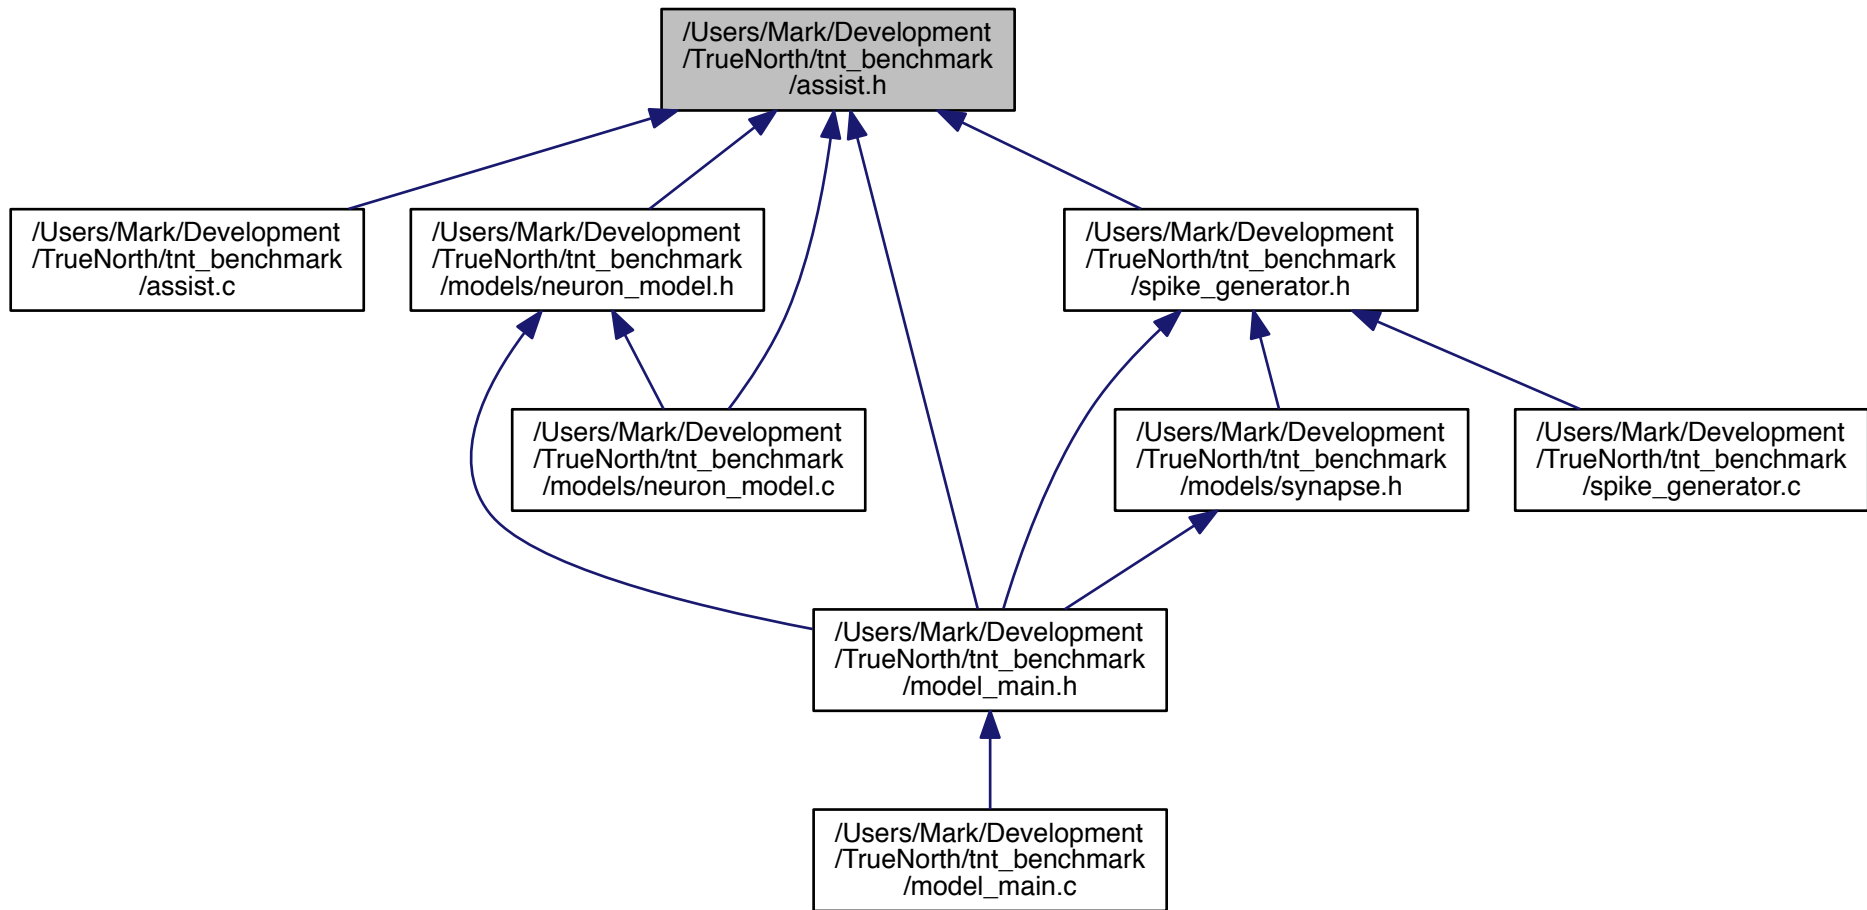 /Users/Mark/Development
/TrueNorth/tnt_benchmark
/assist.h
/Users/Mark/Development
/TrueNorth/tnt_benchmark
/assist.c
/Users/Mark/Development
/TrueNorth/tnt_benchmark
/models/neuron_model.h
/Users/Mark/Development
/TrueNorth/tnt_benchmark
/spike_generator.h
/Users/Mark/Development
/TrueNorth/tnt_benchmark
/models/neuron_model.c
/Users/Mark/Development
/TrueNorth/tnt_benchmark
/models/synapse.h
/Users/Mark/Development
/TrueNorth/tnt_benchmark
/spike_generator.c
/Users/Mark/Development
/TrueNorth/tnt_benchmark
/model_main.h
/Users/Mark/Development
/TrueNorth/tnt_benchmark
/model_main.c